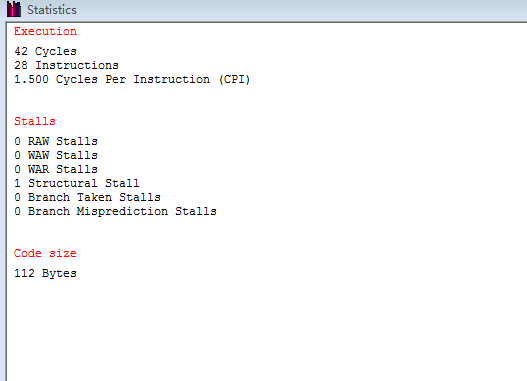 Statistics
Execution
42 Cycles
28 Instructions
1.500 Cycles Per Instruction (CPI)
Stalls
0 RAW Stalls
0 WAW Stalls
0 WAR Stalls
1 Structural Stall
0 Branch Taken Stalls
0 Branch Misprediction Stalls
Code size
112 Bytes